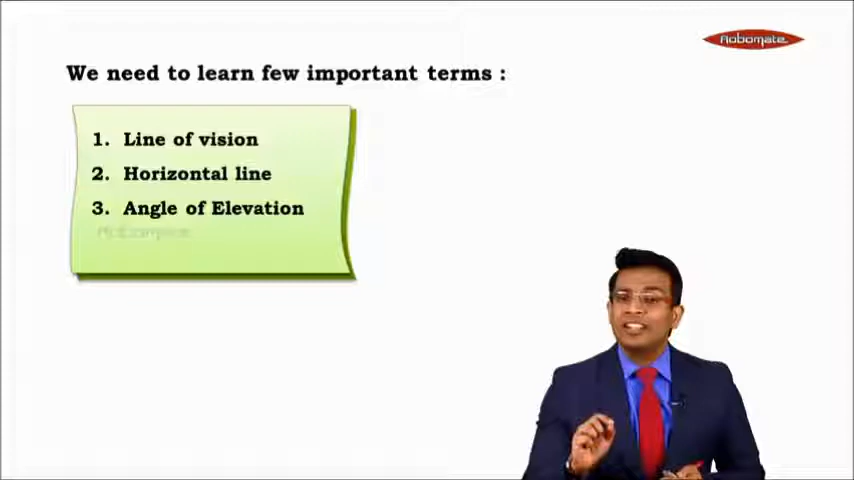 Robomate
We need to learn few important terms :
1. Line of vision
2. Horizontal line
3. Angle of Elevation